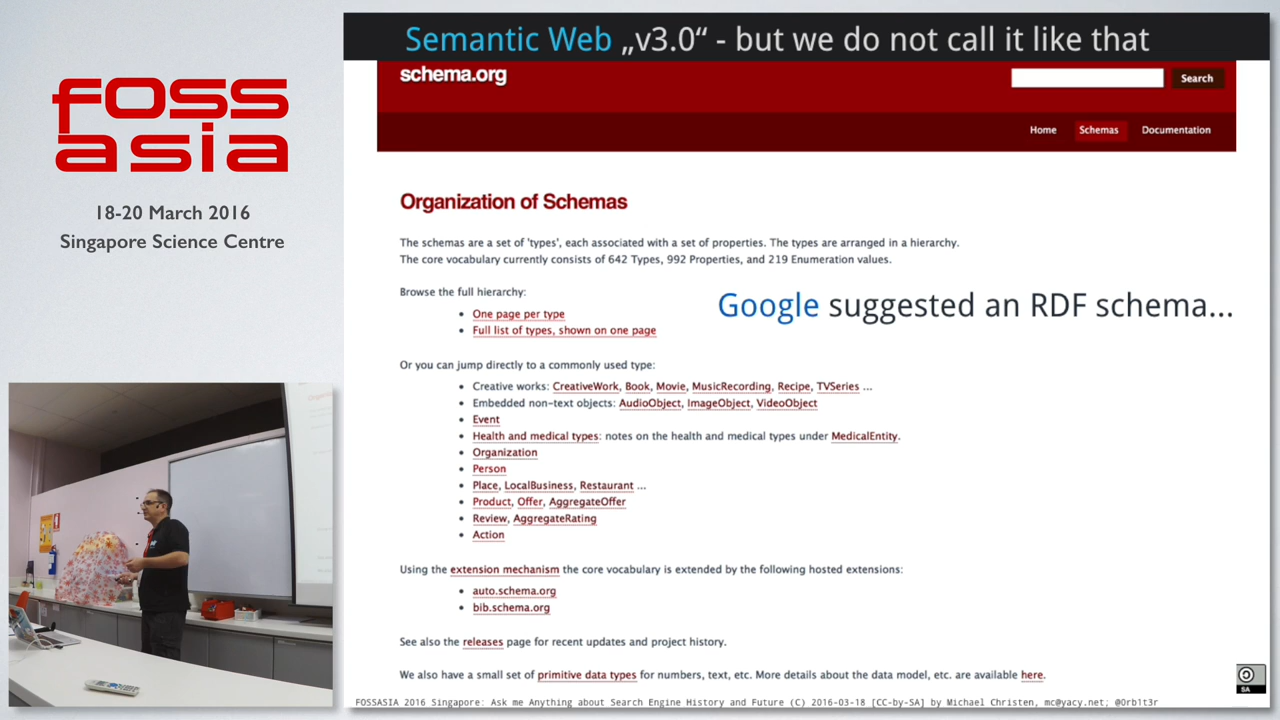 foss
asia
18-20 March 2016
Singapore Science Centre
Semantic Web „v3.0“ - but we do not call it like that
schema.org
Search
Home Schemas Documentation
Organization of Schemas
The schemas are a set of 'types', each associated with a set of properties. The types are arranged in a hierarchy.
The core vocabulary currently consists of 642 Types, 992 Properties, and 219 Enumeration values.
Browse the full hierarchy:
• One page per type
• Full list of types, shown on one page
Google suggested an RDF schema...
Or you can jump directly to a commonly used type:
• Creative works: CreativeWork, Book, Movie, MusicRecording, Recipe, TVSeries ...
• Embedded non-text objects: AudioObject, ImageObject, VideoObject
• Event
• Health and medical types: notes on the health and medical types under MedicalEntity.
• Organization
• Person
• Place, LocalBusiness, Restaurant ...
• Product, Offer, AggregateOffer
• Review, AggregateRating
• Action
Using the extension mechanism the core vocabulary is extended by the following hosted extensions:
• auto.schema.org
• bib.schema.org
See also the releases page for recent updates and project history.
We also have a small set of primitive data types for numbers, text, etc. More details about the data model, etc. are available here.
SA
FOSSASIA 2016 Singapore: Ask me Anything about Search Engine History and Future (C) 2016-03-18 [CC-by-SA] by Michael Christen, mc@yacy.net; @0rb1t3r